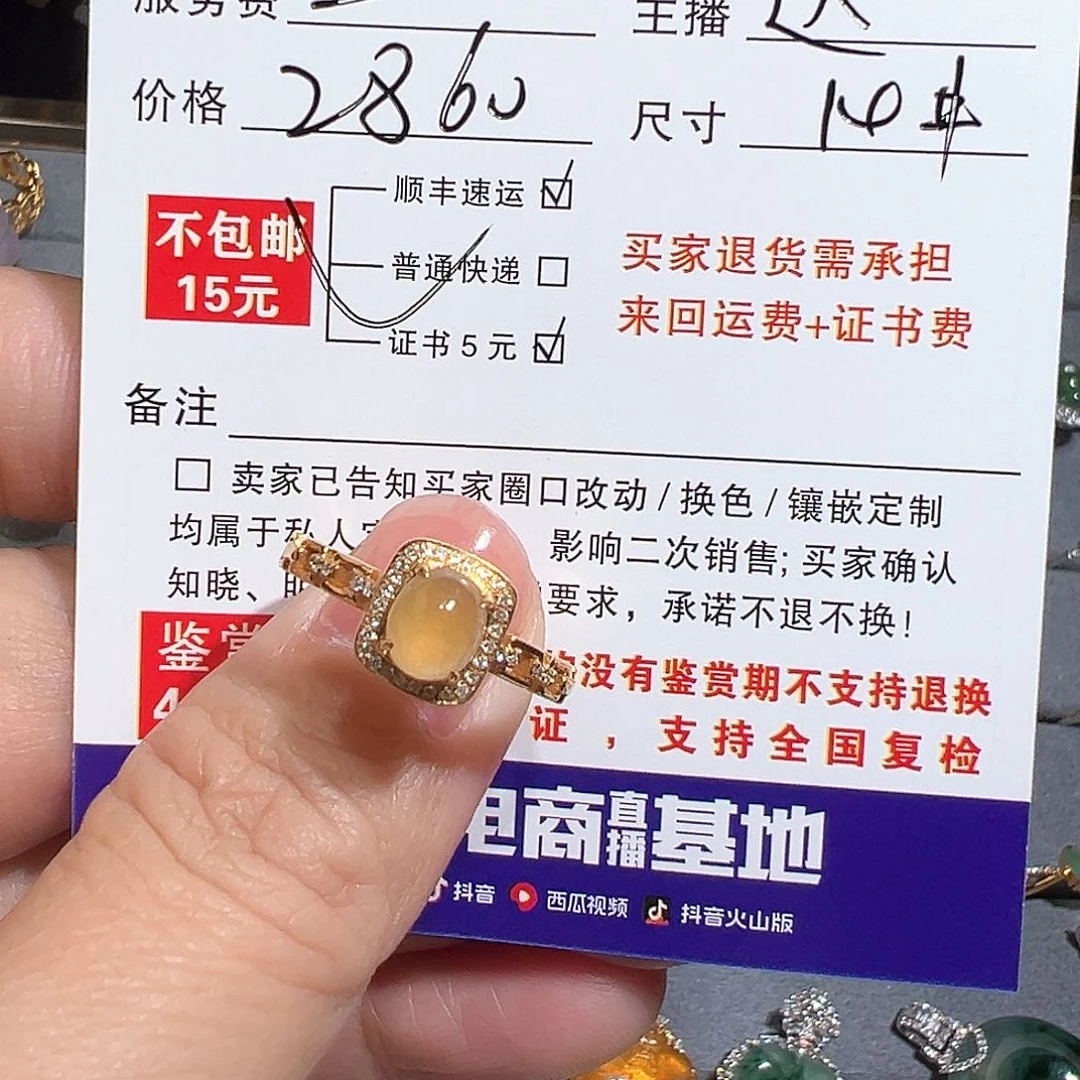 服务费 主播
价格 2860 尺寸 14#
不包邮
15元
顺丰速运 ☑
普通快递 □
证书5元 ☑
买家退货需承担
来回运费+证书费
备注
□ 卖家已告知买家圈口改动/换色/镶嵌定制
均属于私人 影响二次销售;买家确认
知晓、 要求，承诺不退不换!
鉴赏
4 没有鉴赏期不支持退换
证，支持全国复检
电商直播基地
抖音 西瓜视频 抖音火山版